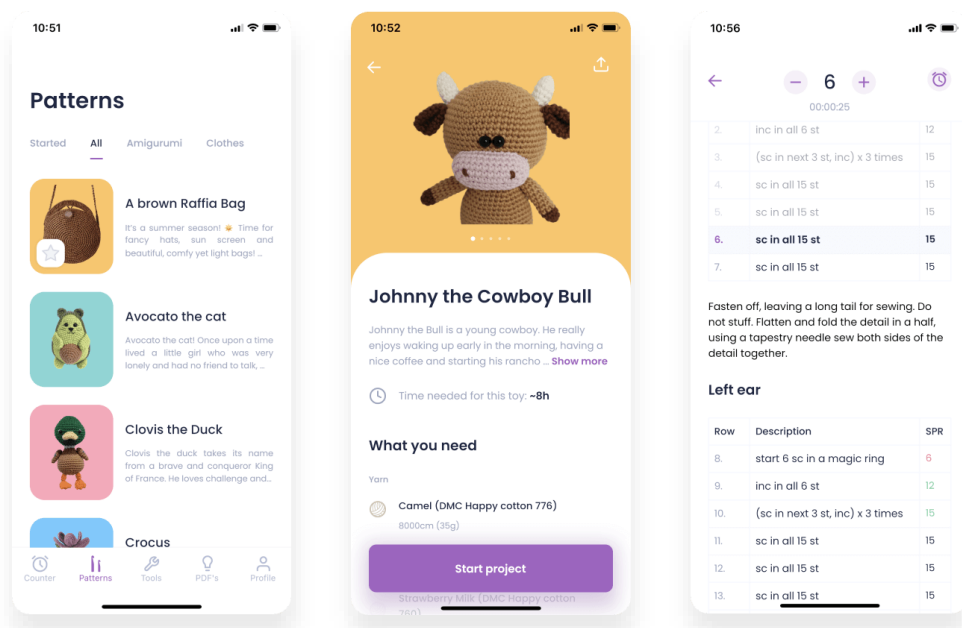 10:51
Patterns
Started All Amigurumi Clothes
A brown Raffia Bag
It's a summer season! 🌞 Time for
fancy hats, sun screen and
beautiful, comfy yet light bags! ...
Avocato the cat
Avocato the cat! Once upon a time
lived a little girl who was very
lonely and had no friend to talk, ...
Clovis the Duck
Clovis the duck takes its name
from a brave and conqueror King
of France. He loves challenge and...
Crocus
Counter Patterns Tools PDF's Profile
10:52
Johnny the Cowboy Bull
Johnny the Bull is a young cowboy. He really
enjoys waking up early in the morning, having a
nice coffee and starting his rancho ... Show more
Time needed for this toy: ~8h
What you need
Yarn
Camel (DMC Happy cotton 776)
8000cm (35g)
Start project
Strawberry Milk (DMC Happy cotton
760)
10:56
6
00:00:25
2. inc in all 6 st 12
3. (sc in next 3 st, inc) x 3 times 15
4. sc in all 15 st 15
5. sc in all 15 st 15
6. sc in all 15 st 15
7. sc in all 15 st 15
Fasten off, leaving a long tail for sewing. Do
not stuff. Flatten and fold the detail in a half,
using a tapestry needle sew both sides of the
detail together.
Left ear
Row Description SPR
8. start 6 sc in a magic ring 6
9. inc in all 6 st 12
10. (sc in next 3 st, inc) x 3 times 15
11. sc in all 15 st 15
12. sc in all 15 st 15
13. sc in all 15 st 15